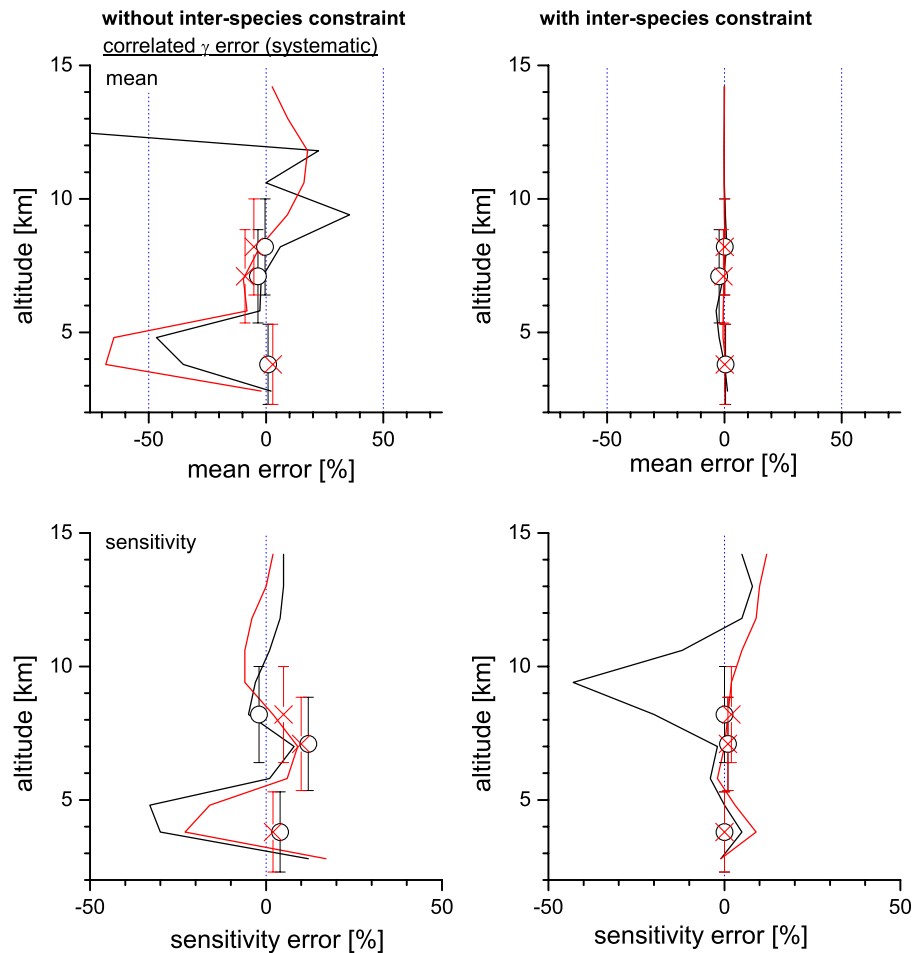 without inter-species constraint
with inter-species constraint
correlated γ error (systematic)
mean
15
10
5
altitude [km]
-50
0
50
mean error [%]
15
10
5
altitude [km]
-50
0
50
mean error [%]
sensitivity
15
10
5
altitude [km]
-50
0
50
sensitivity error [%]
15
10
5
altitude [km]
-50
0
50
sensitivity error [%]